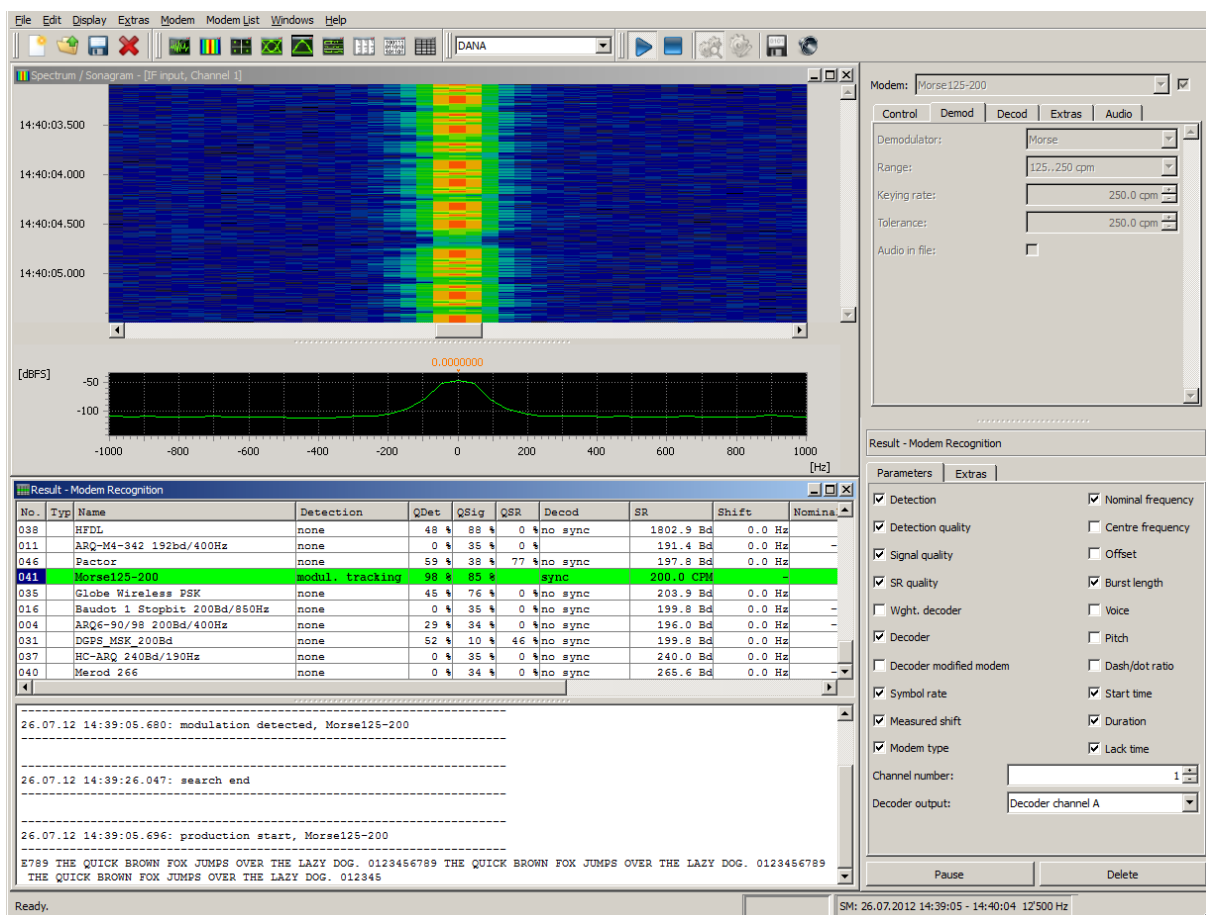 File Edit Display Extras Modem Modem List Windows Help
DANA
Spectrum / Sonagram - [IF input, Channel 1]
14:40:03.500
14:40:04.000
14:40:04.500
14:40:05.000
0.0000000
[dBFS]
-50
-100
-1000 -800 -600 -400 -200 0 200 400 600 800 1000
[Hz]
Result - Modem Recognition
No. Typ Name Detection QDet QSig QSR Decod SR Shift Nomina
038 HFDL none 48 % 88 % 0 % no sync 1802.9 Bd 0.0 Hz
011 ARQ-M4-342 192bd/400Hz none 0 % 35 % 0 % 191.4 Bd 0.0 Hz -
046 Pactor none 59 % 38 % 77 % no sync 197.8 Bd 0.0 Hz
041 Morse125-200 modul. tracking 98 % 85 % sync 200.0 CPM -
035 Globe Wireless PSK none 45 % 76 % 0 % no sync 203.9 Bd 0.0 Hz
016 Baudot 1 Stopbit 200Bd/850Hz none 0 % 35 % 0 % no sync 199.8 Bd 0.0 Hz -
004 ARQ6-90/98 200Bd/400Hz none 29 % 34 % 0 % no sync 196.0 Bd 0.0 Hz -
031 DGPS_MSK_200Bd none 52 % 10 % 46 % no sync 199.8 Bd 0.0 Hz -
037 HC-ARQ 240Bd/190Hz none 0 % 35 % 0 % no sync 240.0 Bd 0.0 Hz
040 Merod 266 none 0 % 34 % 0 % no sync 265.6 Bd 0.0 Hz -
26.07.12 14:39:05.680: modulation detected, Morse125-200
26.07.12 14:39:26.047: search end
26.07.12 14:39:05.696: production start, Morse125-200
E789 THE QUICK BROWN FOX JUMPS OVER THE LAZY DOG. 0123456789 THE QUICK BROWN FOX JUMPS OVER THE LAZY DOG. 0123456789
THE QUICK BROWN FOX JUMPS OVER THE LAZY DOG. 012345
Modem: Morse125-200
Control Demod Decod Extras Audio
Demodulator: Morse
Range: 125..250 cpm
Keying rate: 250.0 cpm
Tolerance: 250.0 cpm
Audio in file:
Result - Modem Recognition
Parameters Extras
Detection Nominal frequency
Detection quality Centre frequency
Signal quality Offset
SR quality Burst length
Wght. decoder Voice
Decoder Pitch
Decoder modified modem Dash/dot ratio
Symbol rate Start time
Measured shift Duration
Modem type Lack time
Channel number: 1
Decoder output: Decoder channel A
Pause Delete
Ready.
SM: 26.07.2012 14:39:05 - 14:40:04 12'500 Hz